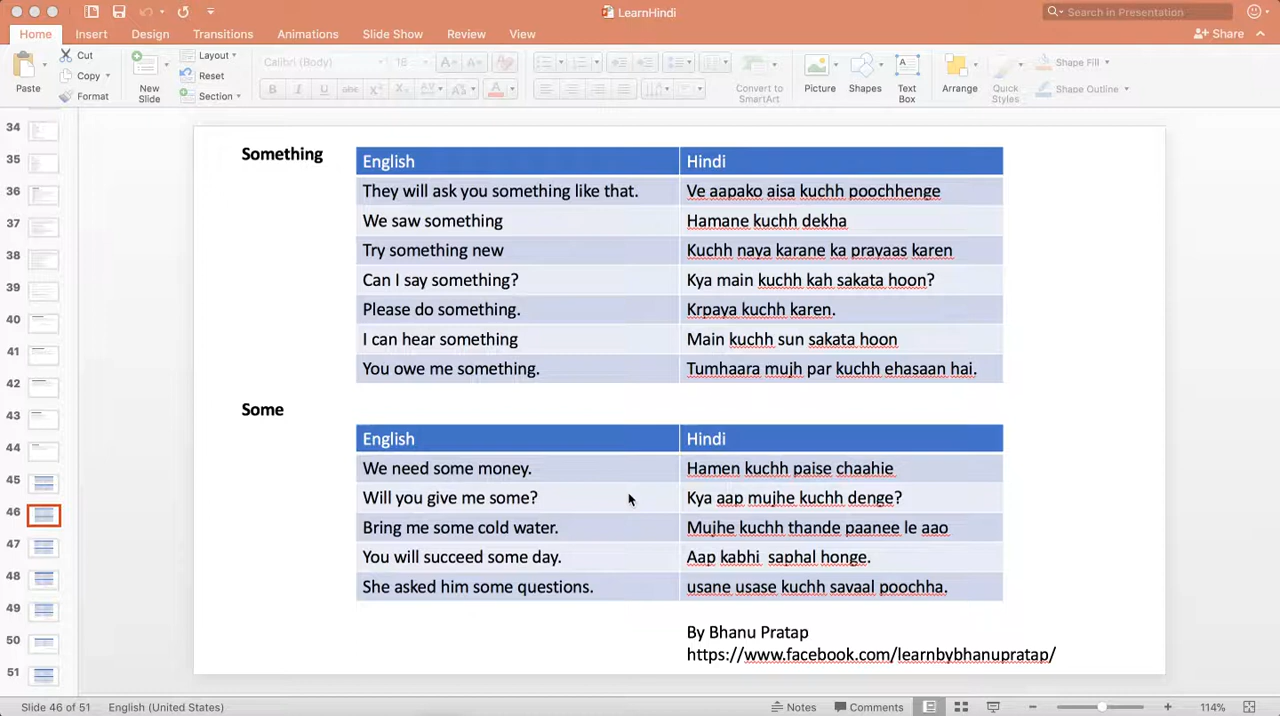 LearnHindi
Search in Presentation
Home Insert Design Transitions Animations Slide Show Review View
Share
Paste
Cut
Copy
Format
New Slide
Layout
Reset
Section
Calibri (Body)
18
Convert to SmartArt
Picture
Shapes
Text Box
Arrange
Quick Styles
Shape Fill
Shape Outline
34
35
36
37
38
39
40
41
42
43
44
45
46
47
48
49
50
51
Something
English Hindi
They will ask you something like that. Ve aapako aisa kuchh poochhenge
We saw something Hamane kuchh dekha
Try something new Kuchh naya karane ka prayaas karen
Can I say something? Kya main kuchh kah sakata hoon?
Please do something. Krpaya kuchh karen.
I can hear something Main kuchh sun sakata hoon
You owe me something. Tumhaara mujh par kuchh ehasaan hai.
Some
English Hindi
We need some money. Hamen kuchh paise chaahie
Will you give me some? Kya aap mujhe kuchh denge?
Bring me some cold water. Mujhe kuchh thande paanee le aao
You will succeed some day. Aap kabhi  saphal honge.
She asked him some questions. usane usase kuchh savaal poochha.
By Bhanu Pratap
https://www.facebook.com/learnbybhanupratap/
Slide 46 of 51 English (United States) Notes Comments 114%